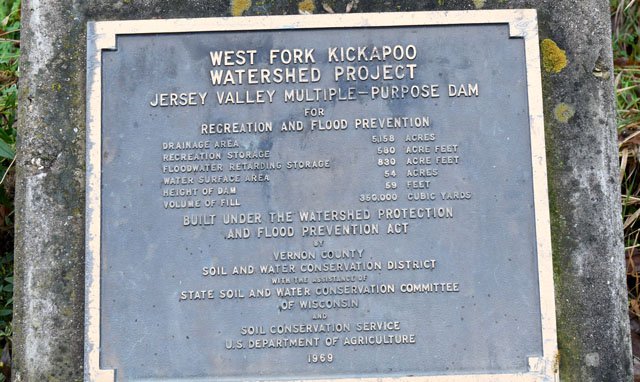 WEST FORK KICKAPOO
WATERSHED PROJECT
JERSEY VALLEY MULTIPLE-PURPOSE DAM
FOR
RECREATION AND FLOOD PREVENTION
DRAINAGE AREA 5,158 ACRES
RECREATION STORAGE 580 ACRE FEET
FLOODWATER RETARDING STORAGE 830 ACRE FEET
WATER SURFACE AREA 54 ACRES
HEIGHT OF DAM 59 FEET
VOLUME OF FILL 350,000 CUBIC YARDS
BUILT UNDER THE WATERSHED PROTECTION
AND FLOOD PREVENTION ACT
BY
VERNON COUNTY
SOIL AND WATER CONSERVATION DISTRICT
WITH THE ASSISTANCE OF
STATE SOIL AND WATER CONSERVATION COMMITTEE
OF WISCONSIN
AND
SOIL CONSERVATION SERVICE
U.S. DEPARTMENT OF AGRICULTURE
1969